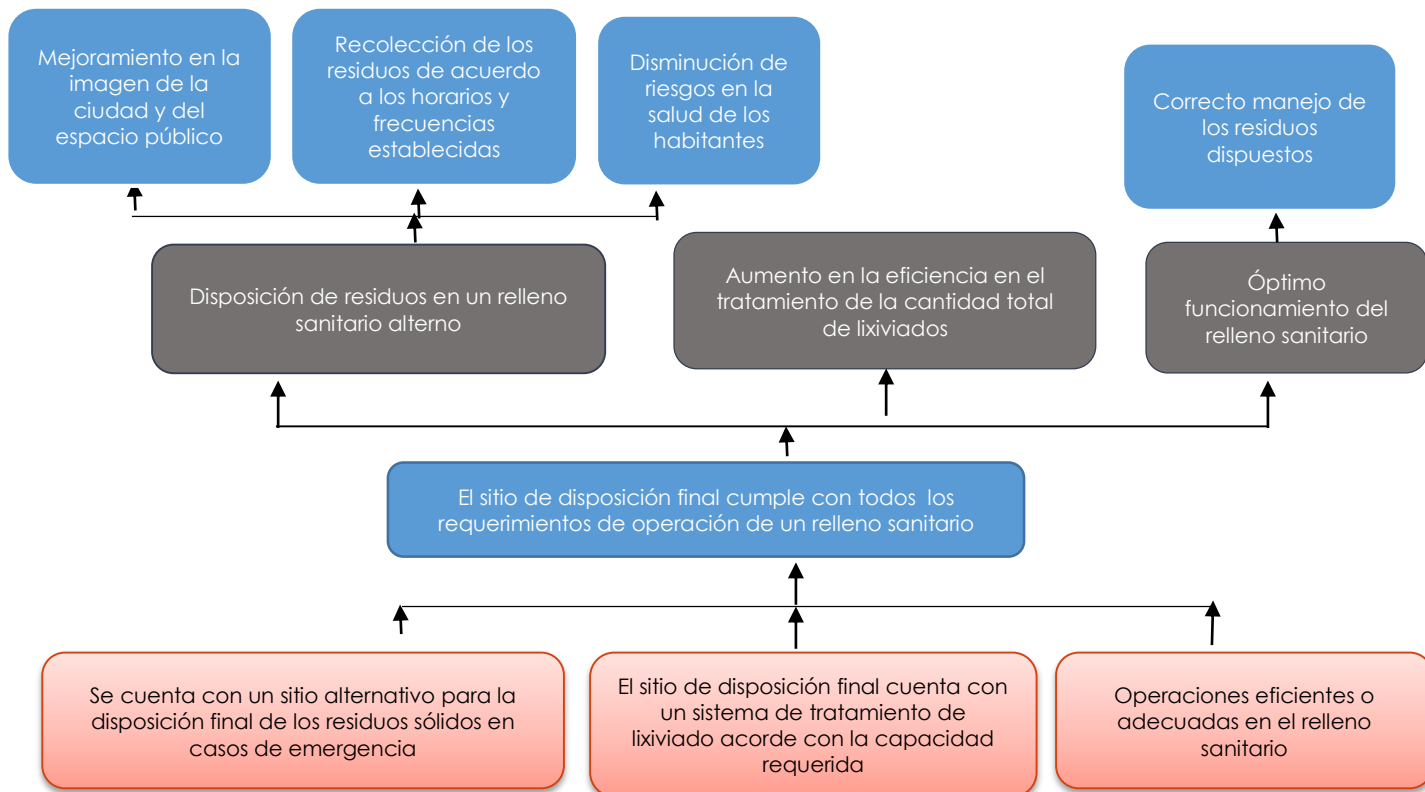 Mejoramiento en la
imagen de la
ciudad y del
espacio público
Recolección de los
residuos de acuerdo
a los horarios y
frecuencias
establecidas
Disminución de
riesgos en la
salud de los
habitantes
Correcto manejo de
los residuos
dispuestos
Disposición de residuos en un relleno
sanitario alterno
Aumento en la eficiencia en el
tratamiento de la cantidad total
de lixiviados
Óptimo
funcionamiento del
relleno sanitario
El sitio de disposición final cumple con todos los
requerimientos de operación de un relleno sanitario
Se cuenta con un sitio alternativo para la
disposición final de los residuos sólidos en
casos de emergencia
El sitio de disposición final cuenta con
un sistema de tratamiento de
lixiviado acorde con la capacidad
requerida
Operaciones eficientes o
adecuadas en el relleno
sanitario